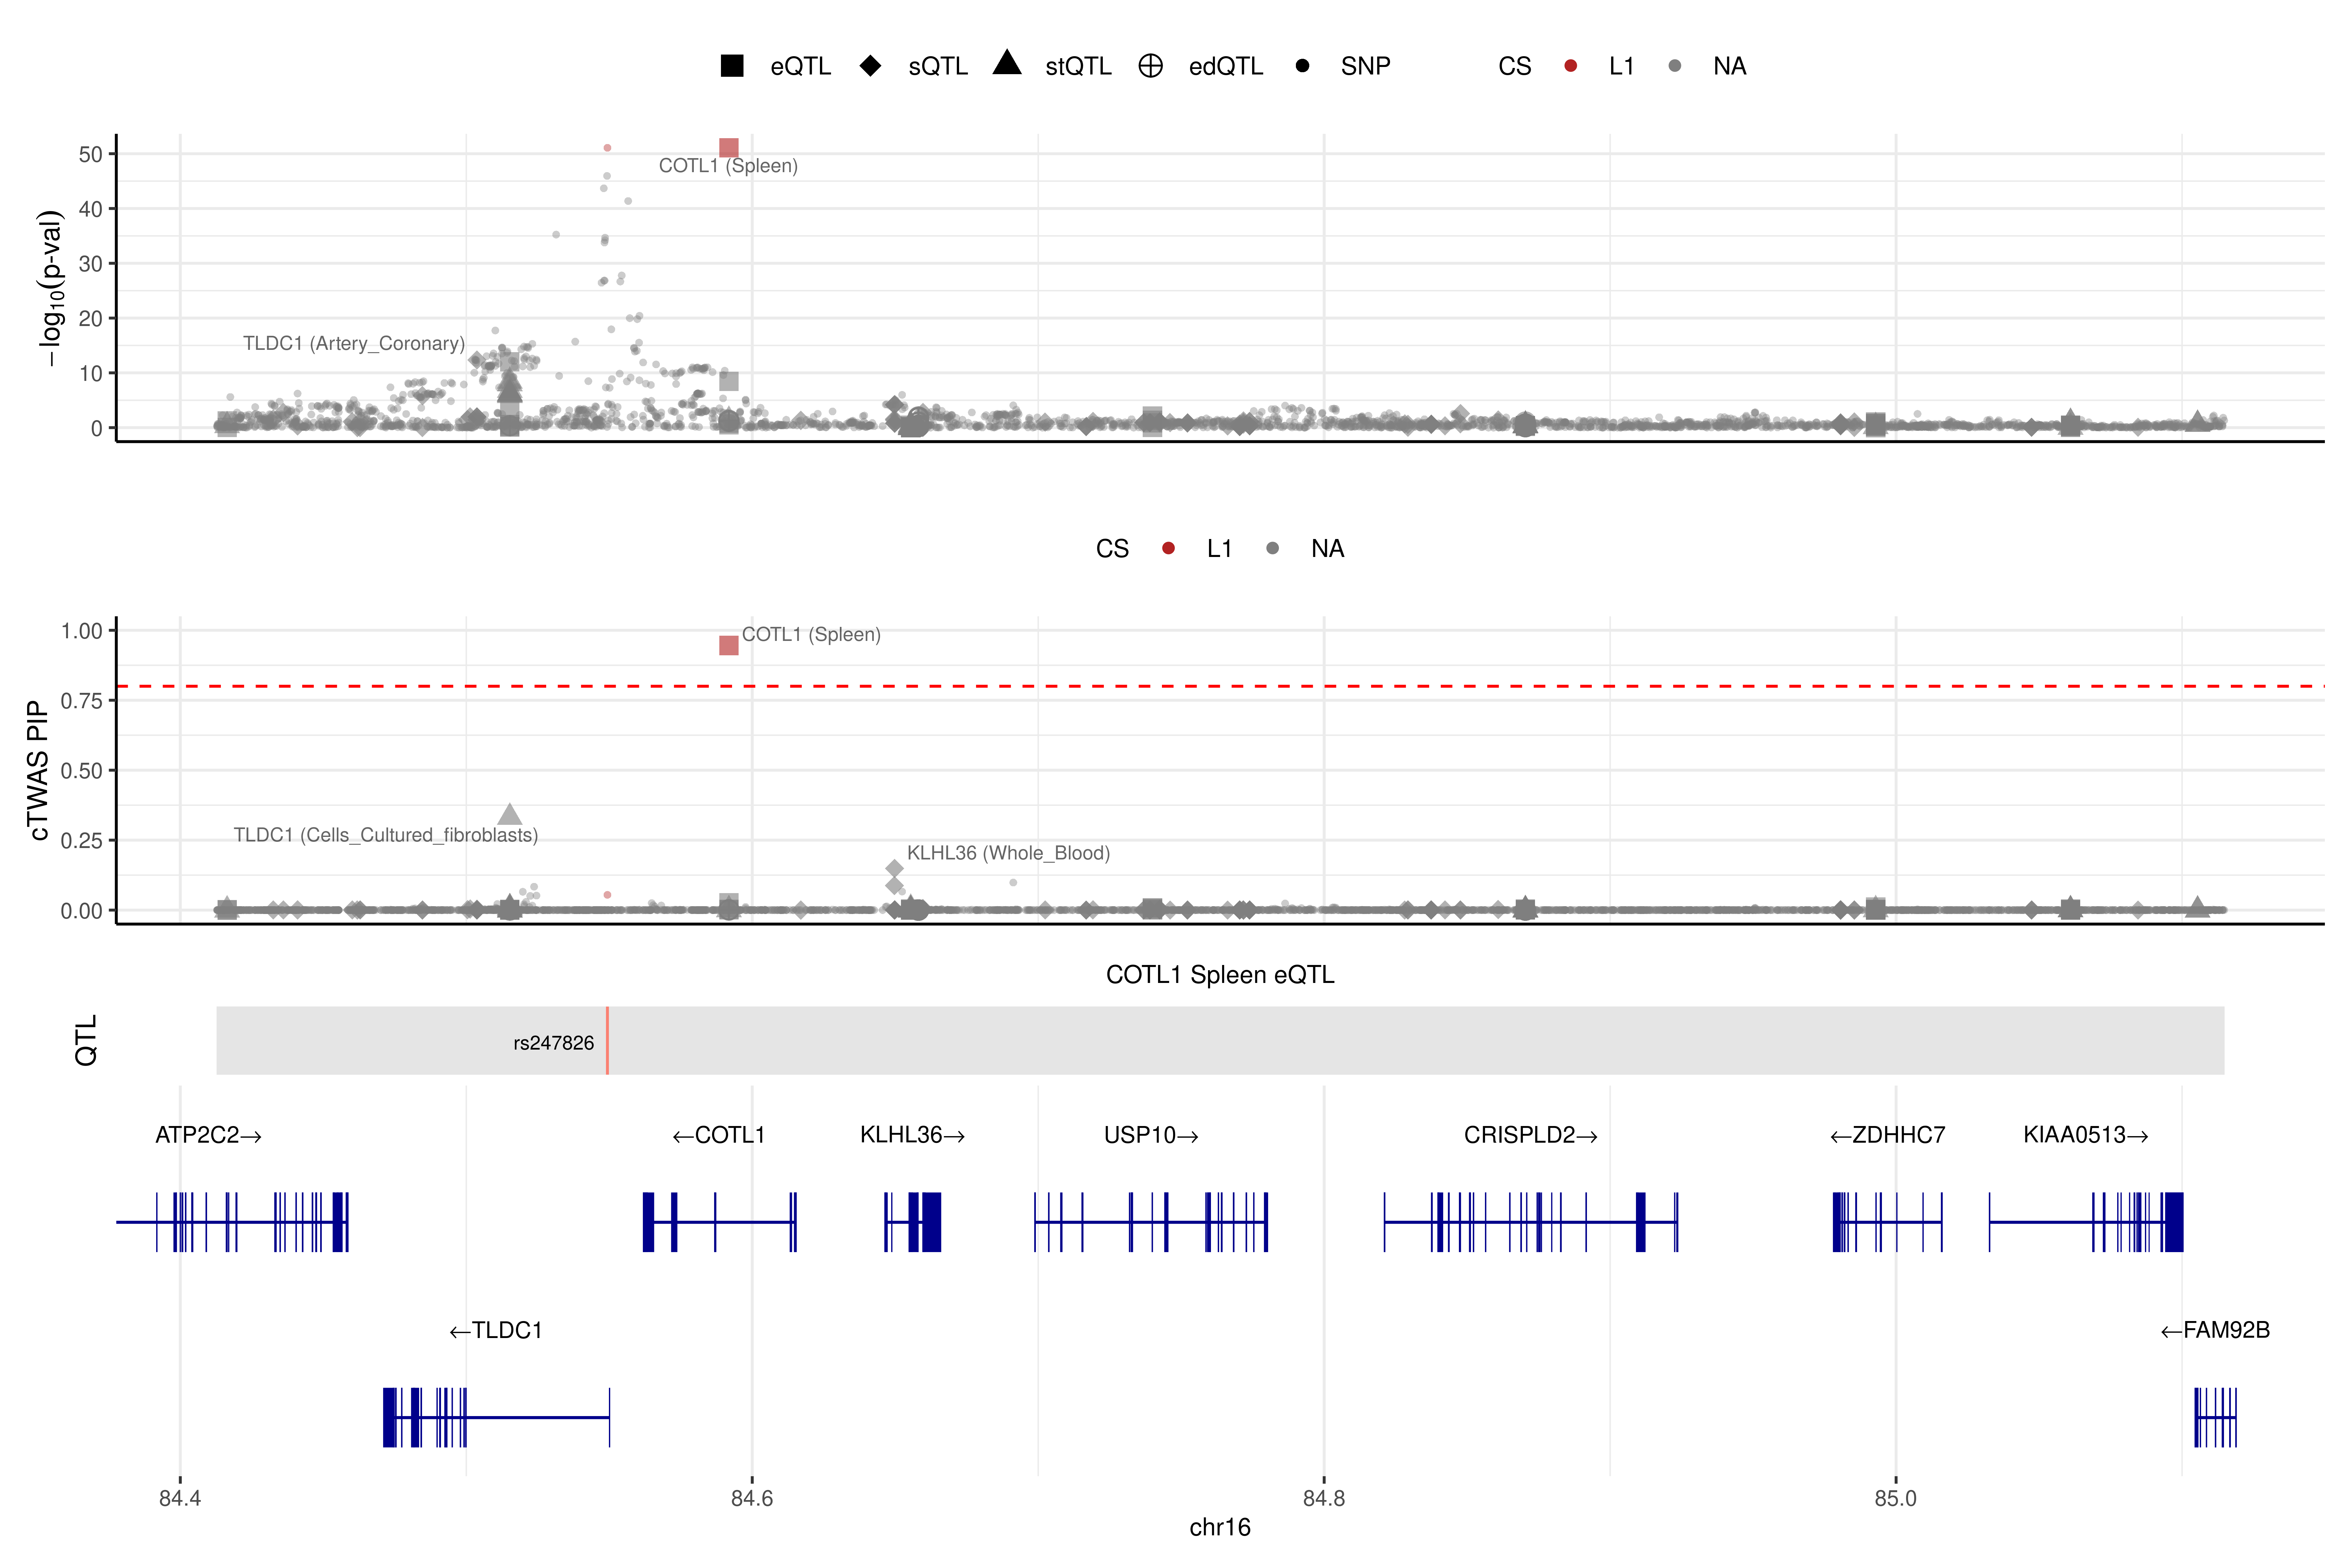 eQTL sQTL stQTL edQTL SNP CS L1 NA
50
40
30
20
10
0
−log10(p-val)
COTL1 (Spleen)
TLDC1 (Artery_Coronary)
CS L1 NA
1.00
0.75
0.50
0.25
0.00
cTWAS PIP
COTL1 (Spleen)
TLDC1 (Cells_Cultured_fibroblasts)
KLHL36 (Whole_Blood)
COTL1 Spleen eQTL
QTL
rs247826
ATP2C2→ ←COTL1 KLHL36→ USP10→ CRISPLD2→ ←ZDHHC7 KIAA0513→
←TLDC1 ←FAM92B
84.4 84.6 84.8 85.0
chr16